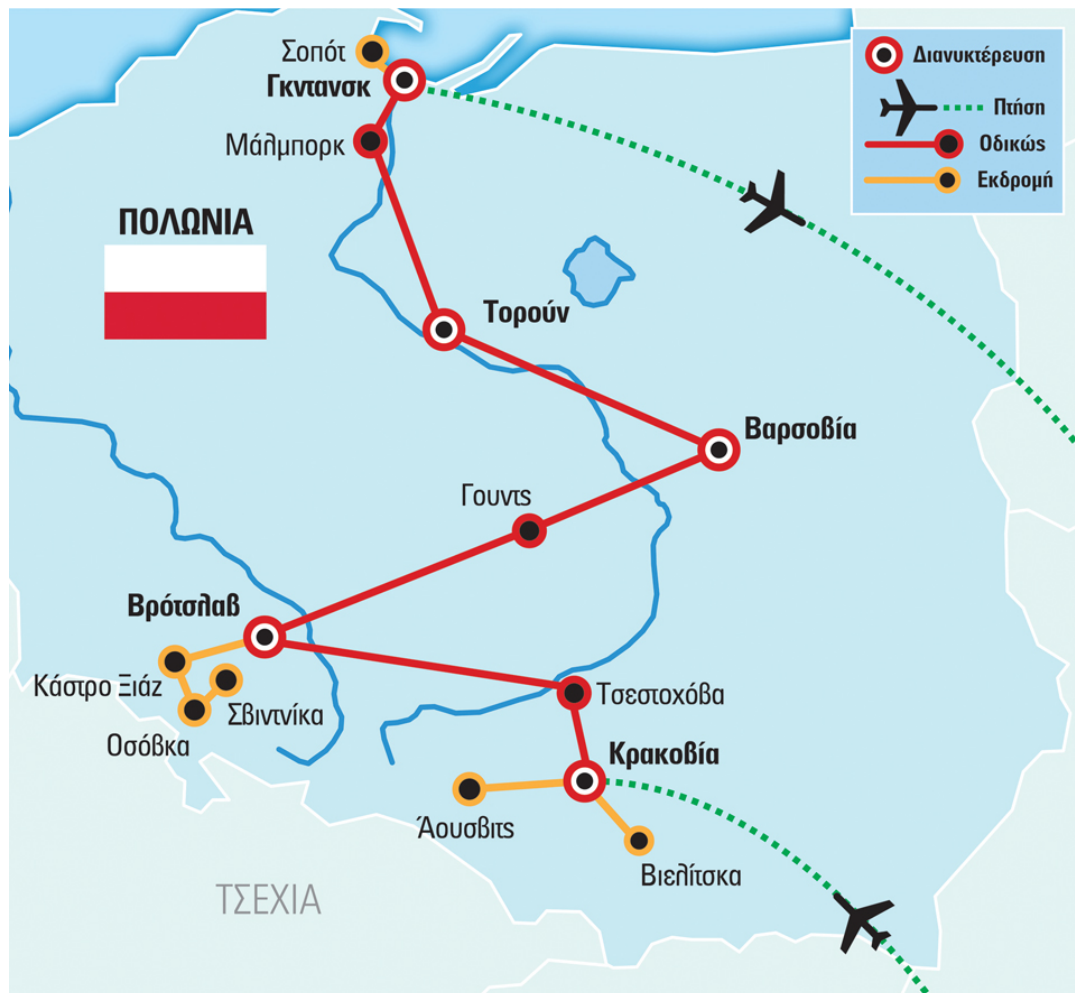 Σοπότ
Γκντανσκ
Μάλμπορκ
ΠΟΛΩΝΙΑ
Τορούν
Βαρσοβία
Γουντς
Βρότσλαβ
Κάστρο Ξιάζ
Σβιντνίκα
Οσόβκα
Τσεστοχόβα
Κρακοβία
Άουσβιτς
Βιελίτσκα
ΤΣΕΧΙΑ
Διανυκτέρευση
Πτήση
Οδικώς
Εκδρομή